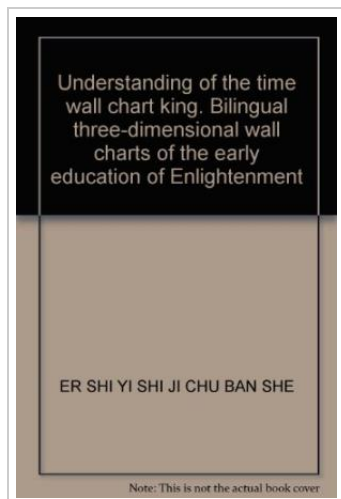 Understanding of the time
wall chart king. Bilingual
three-dimensional wall
charts of the early
education of Enlightenment
ER SHI YI SHI JI CHU BAN SHE
Note: This is not the actual book cover